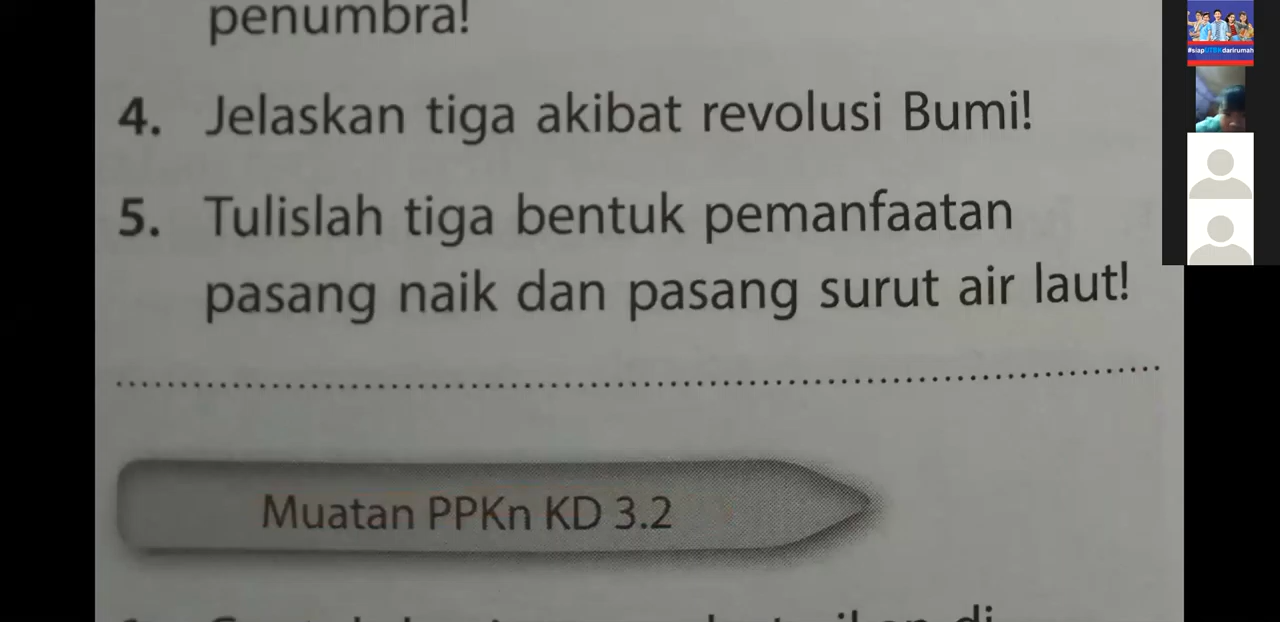 penumbra!
4. Jelaskan tiga akibat revolusi Bumi!
5. Tulislah tiga bentuk pemanfaatan
pasang naik dan pasang surut air laut!
Muatan PPKn KD 3.2
#siapUTBKdarirumah